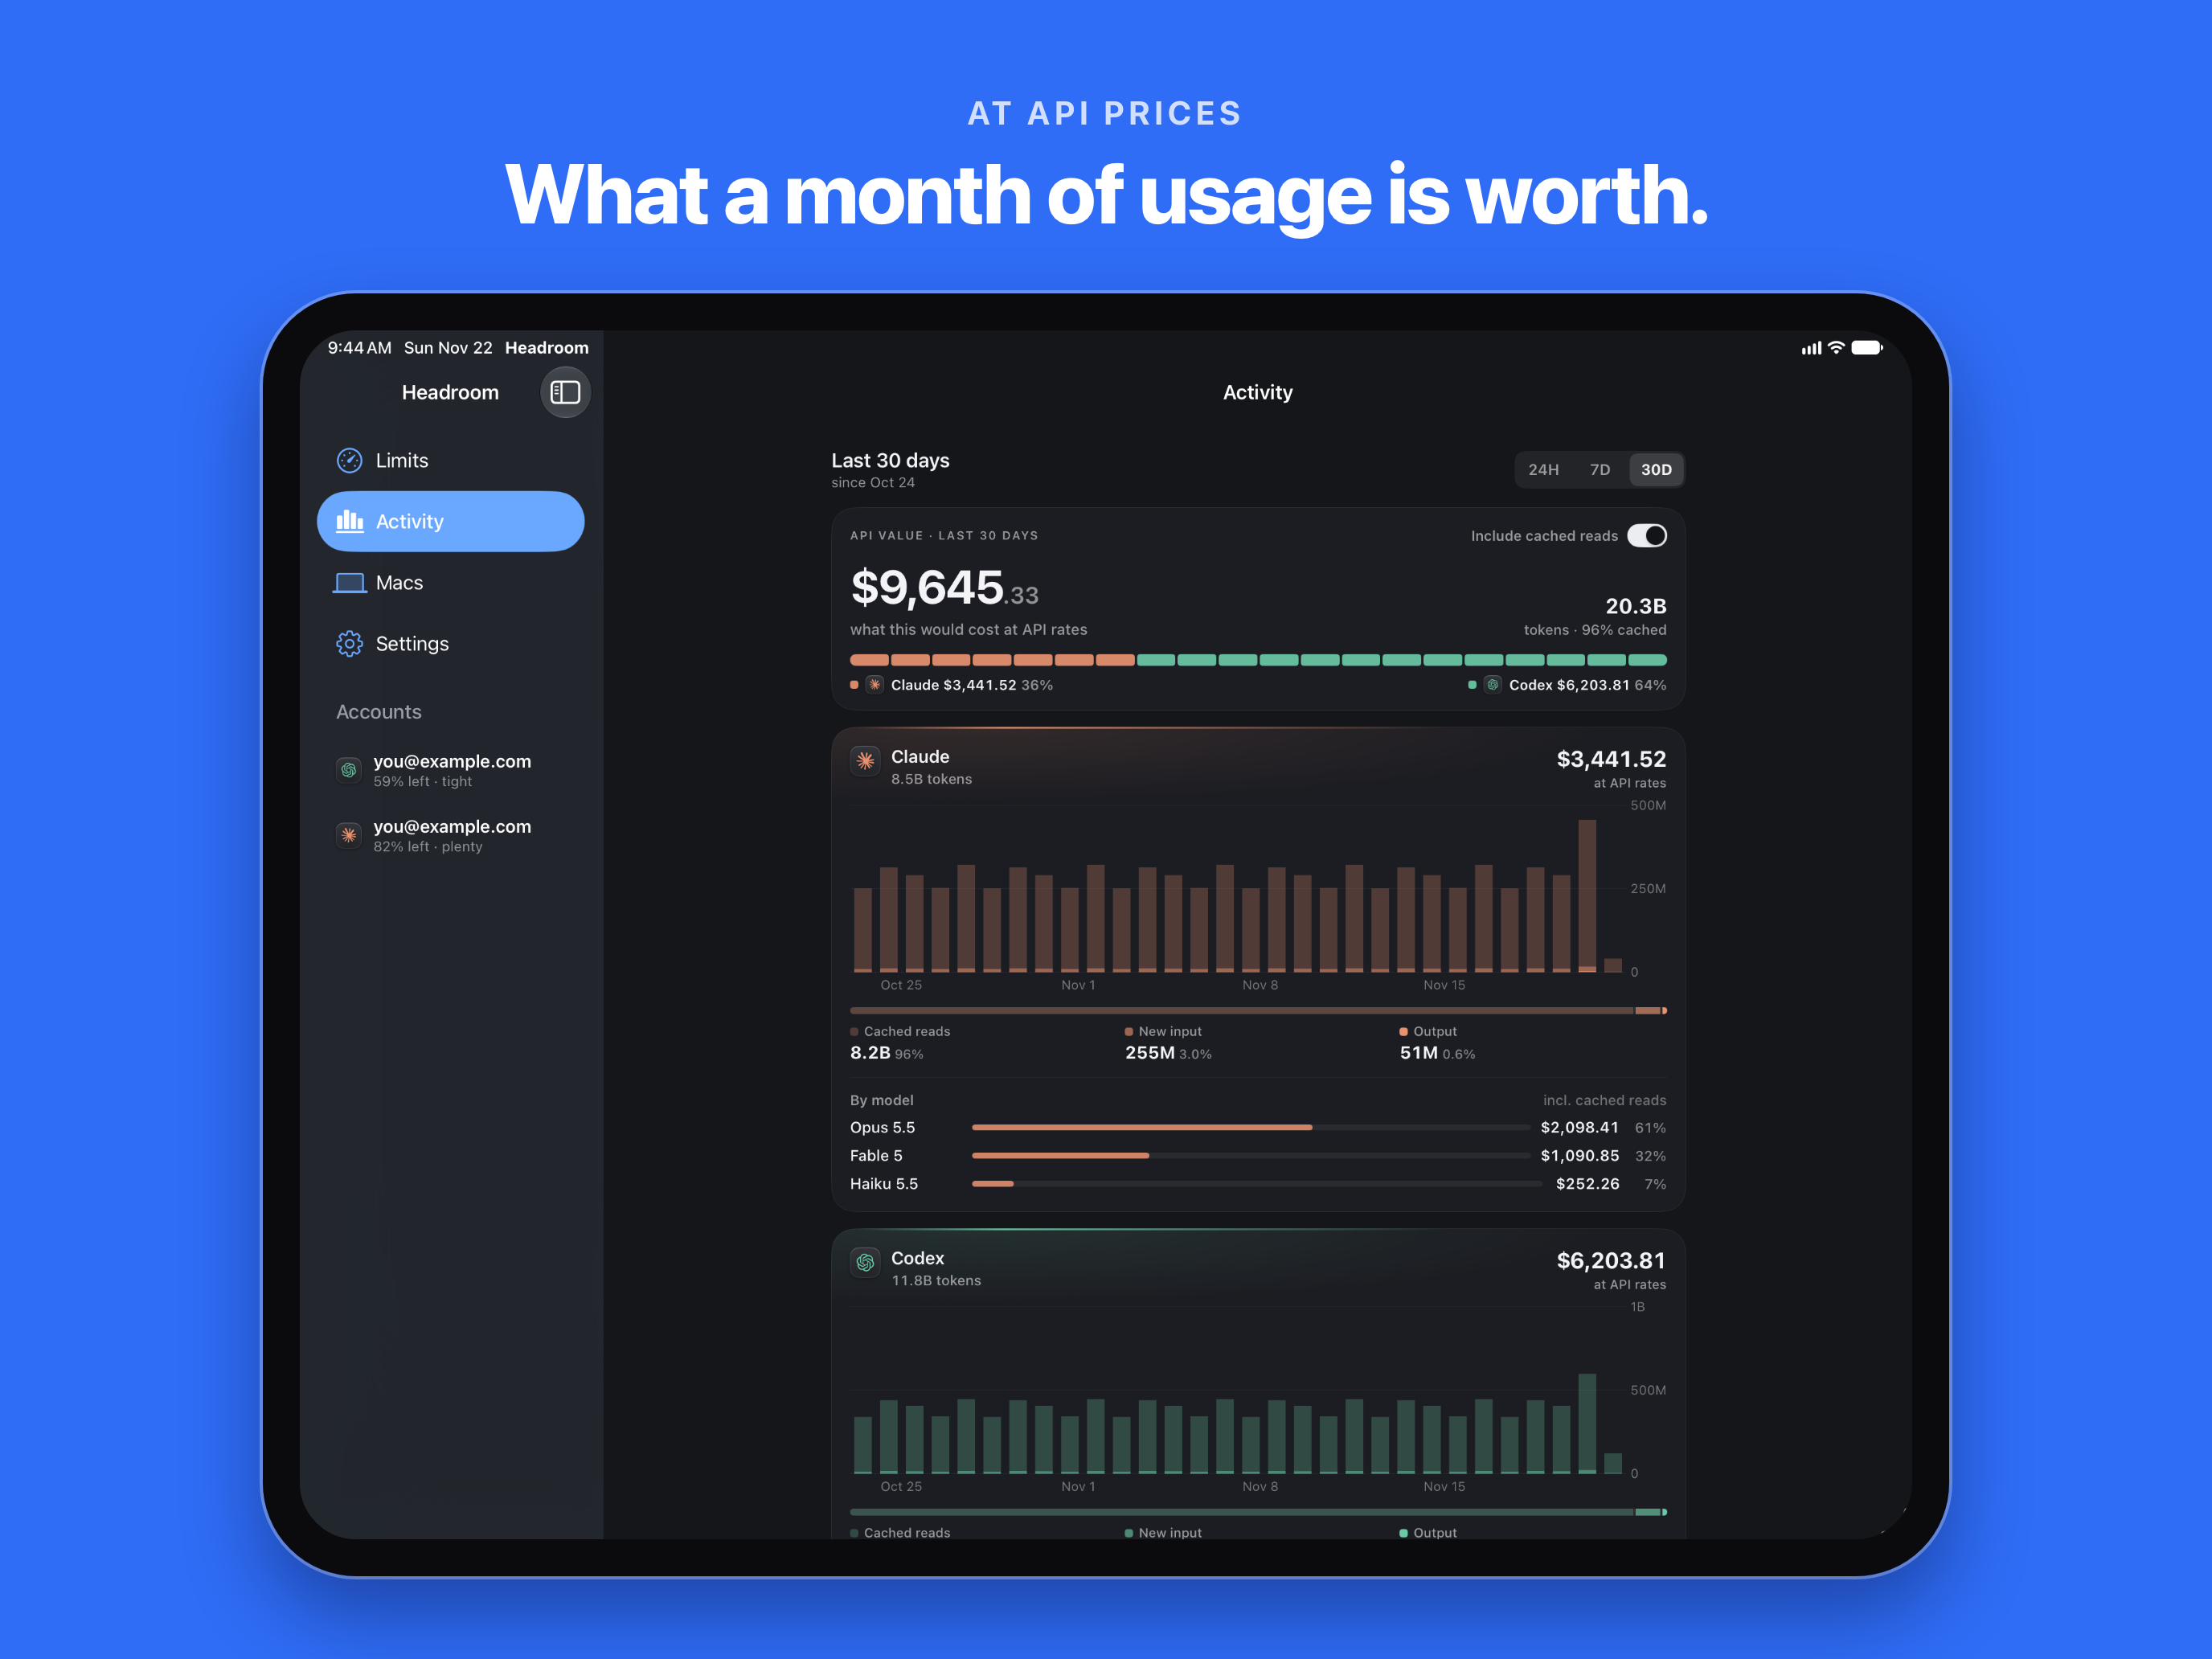 AT API PRICES
What a month of usage is worth.
9:44 AM Sun Nov 22 Headroom
Headroom
Limits
Activity
Macs
Settings
Accounts
you@example.com
59% left · tight
you@example.com
82% left · plenty
Activity
Last 30 days
since Oct 24
24H 7D 30D
API VALUE · LAST 30 DAYS
Include cached reads
$9,645.33
what this would cost at API rates
20.3B
tokens · 96% cached
Claude $3,441.52 36%
Codex $6,203.81 64%
Claude
8.5B tokens
$3,441.52
at API rates
500M
250M
0
Oct 25 Nov 1 Nov 8 Nov 15
Cached reads New input Output
8.2B 96% 255M 3.0% 51M 0.6%
By model incl. cached reads
Opus 5.5 $2,098.41 61%
Fable 5 $1,090.85 32%
Haiku 5.5 $252.26 7%
Codex
11.8B tokens
$6,203.81
at API rates
1B
500M
0
Oct 25 Nov 1 Nov 8 Nov 15
Cached reads New input Output